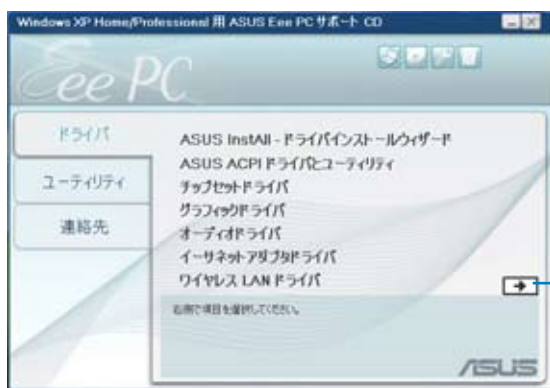 Windows XP Home/Professional 用 ASUS Eee PC サポート CD
Eee PC
ドライバ
ユーティリティ
連絡先
ASUS InstAll - ドライバインストールウィザード
ASUS ACPI ドライバとユーティリティ
チップセットドライバ
グラフィックドライバ
オーディオドライバ
イーサネットアダプタドライバ
ワイヤレス LAN ドライバ
右側で項目を選択してください。
ASUS